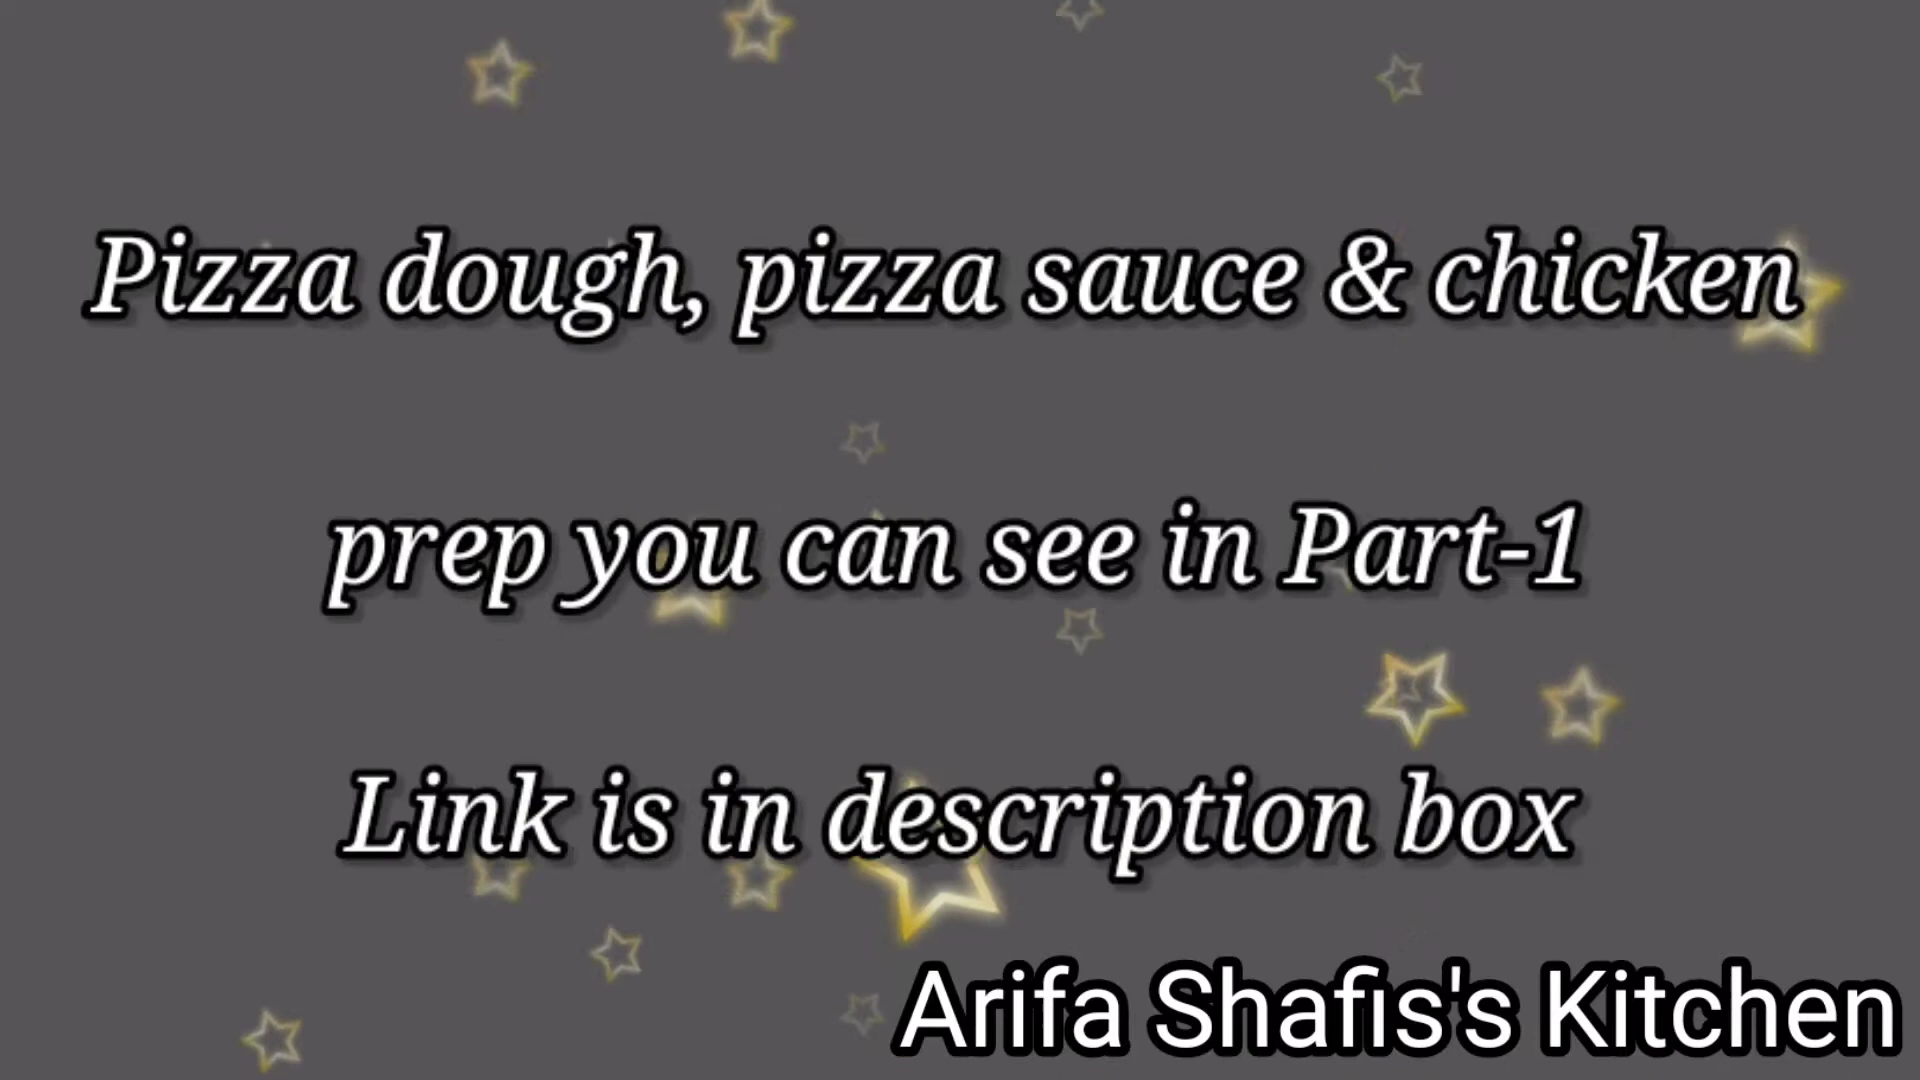 Pizza dough, pizza sauce & chicken
prep you can see in Part-1
Link is in description box
Arifa Shafis's Kitchen